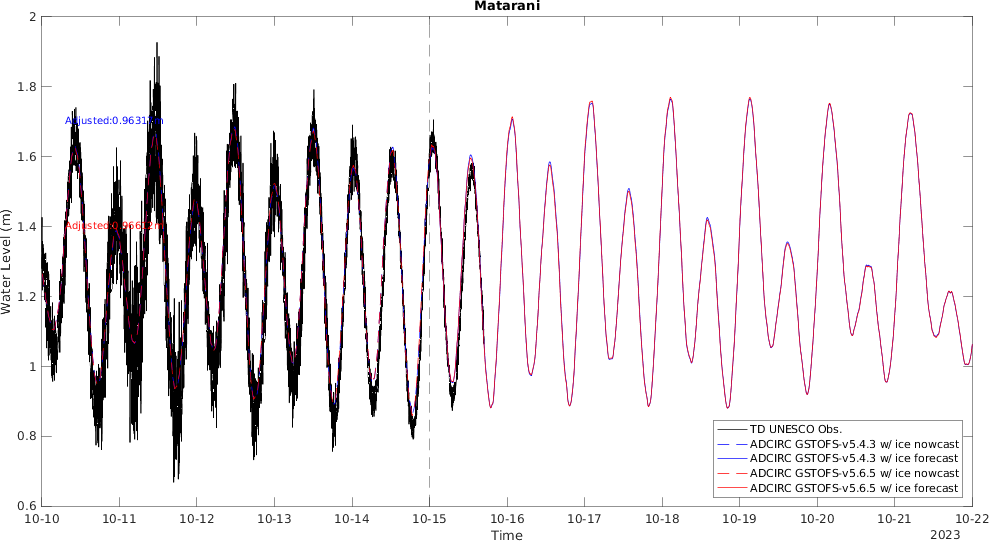 Matarani
Water Level (m)
2
1.8
1.6
1.4
1.2
1
0.8
0.6
10-10
10-11
10-12
10-13
10-14
10-15
10-16
10-17
10-18
10-19
10-20
10-21
10-22
Time
2023
TD UNESCO Obs.
ADCIRC GSTOFS-v5.4.3 w/ ice nowcast
ADCIRC GSTOFS-v5.4.3 w/ ice forecast
ADCIRC GSTOFS-v5.6.5 w/ ice nowcast
ADCIRC GSTOFS-v5.6.5 w/ ice forecast